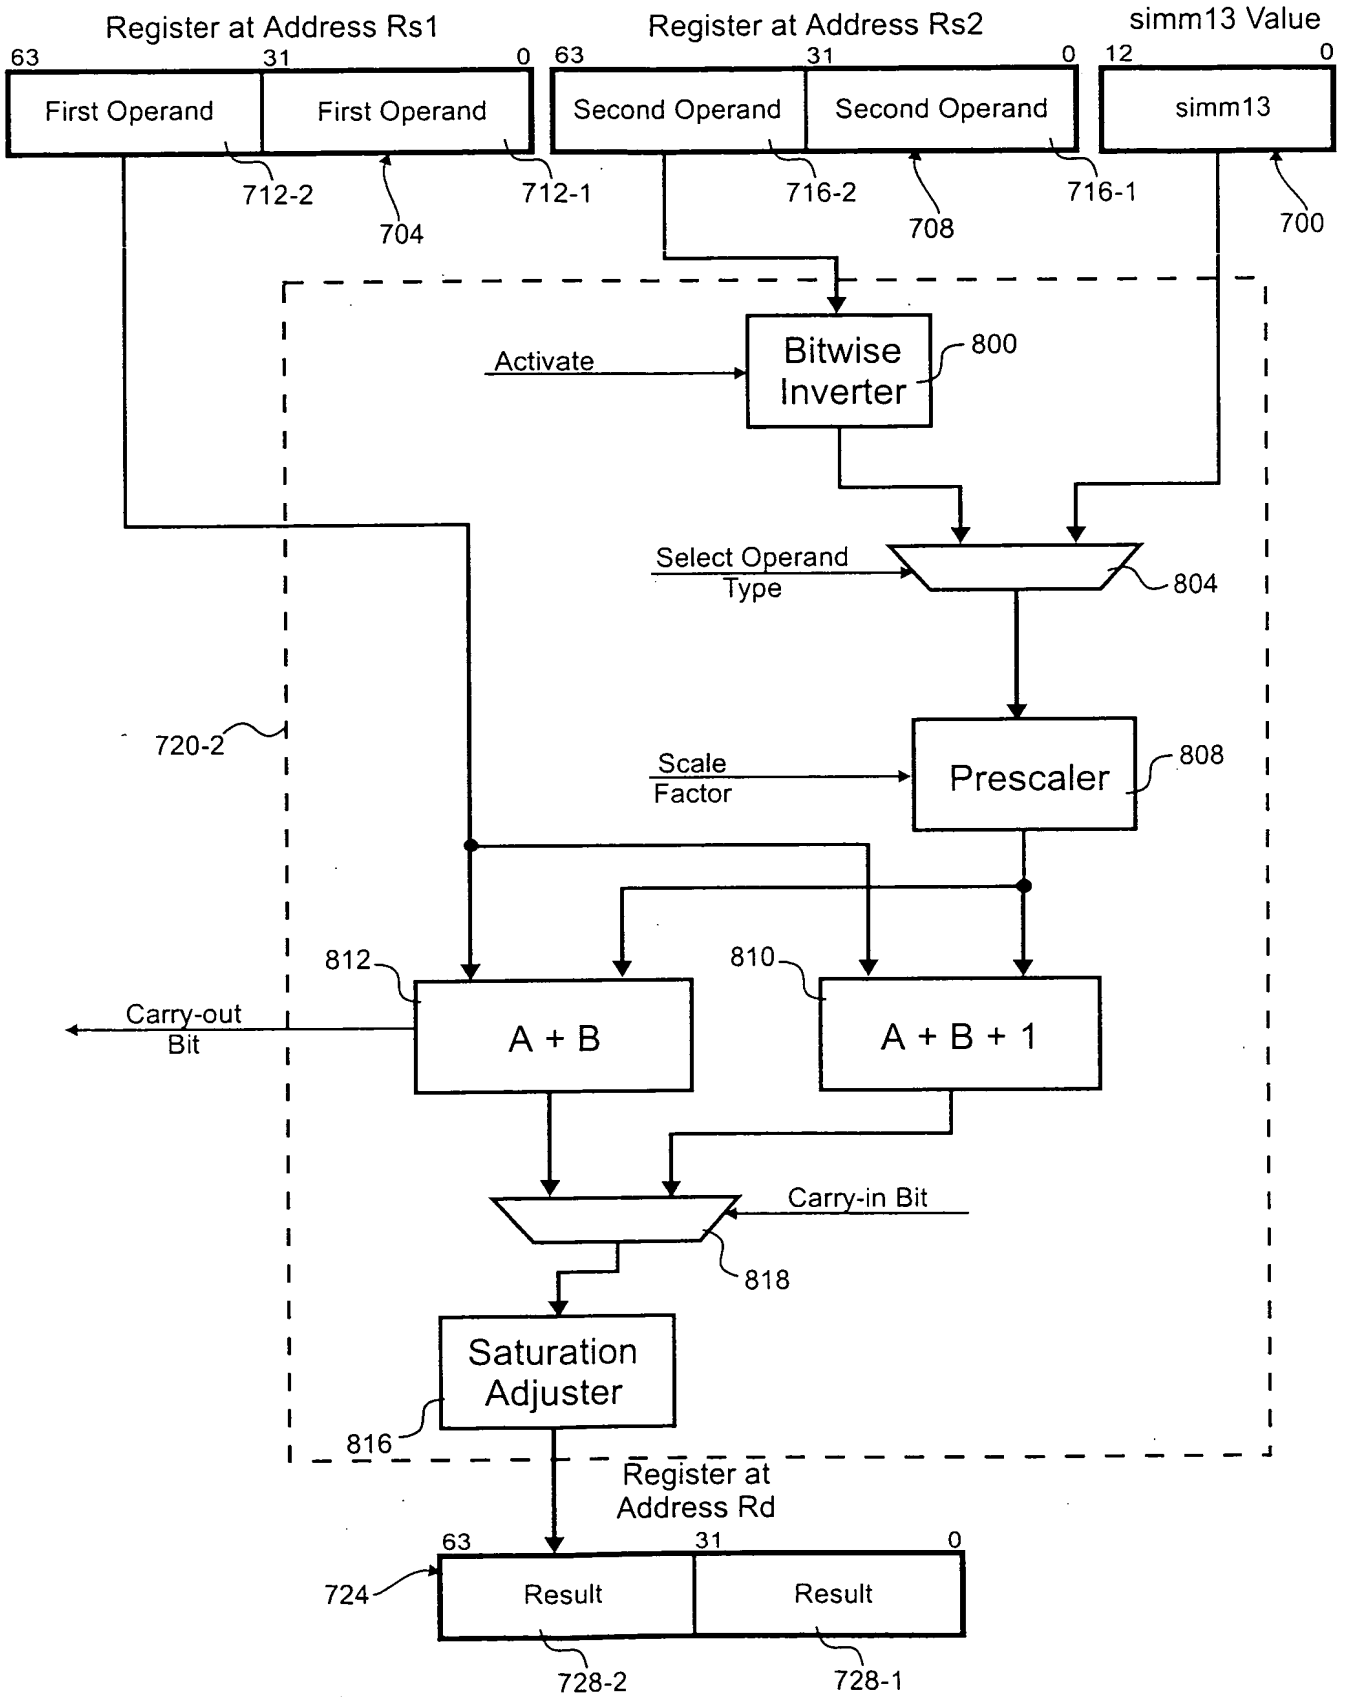 Register at Address Rs1
Register at Address Rs2
simm13 Value
63 31 0
63 31 0
12 0
First Operand
First Operand
Second Operand
Second Operand
simm13
712-2
704
712-1
716-2
708
716-1
700
Activate
Bitwise
Inverter
800
Select Operand
Type
804
720-2
Scale
Factor
Prescaler
808
812
810
Carry-out
Bit
A + B
A + B + 1
Carry-in Bit
818
Saturation
Adjuster
816
Register at
Address Rd
63 31 0
724
Result
Result
728-2
728-1